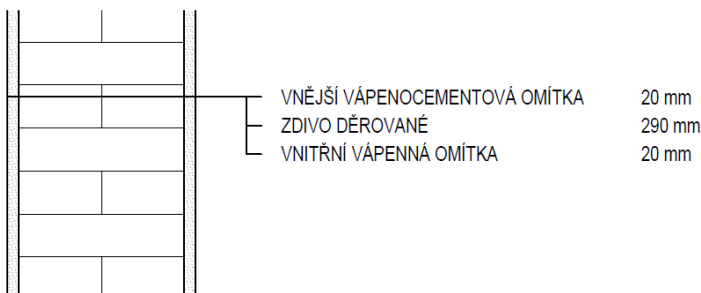 VNĚJŠÍ VÁPENOCEMENTOVÁ OMÍTKA 20 mm
ZDIVO DĚROVANÉ 290 mm
VNITŘNÍ VÁPENNÁ OMÍTKA 20 mm